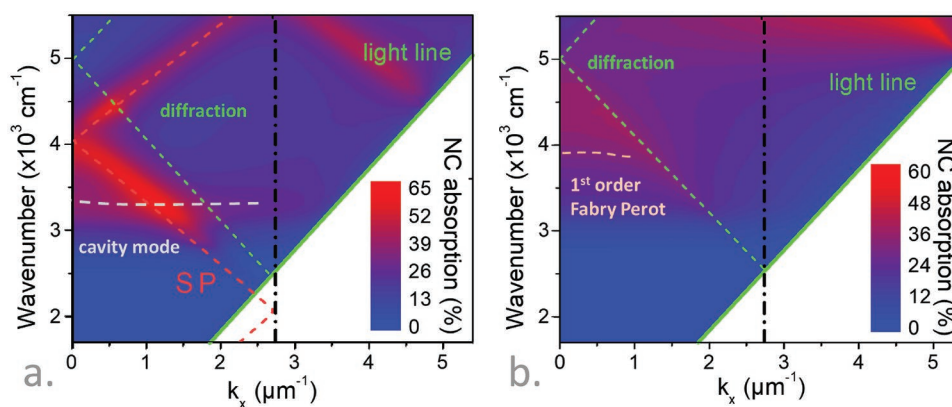 Wavenumber (x10³ cm⁻¹)
5
4
3
2
0
1
2
3
4
5
kₓ (µm⁻¹)
light line
diffraction
cavity mode
SP
65
52
39
26
13
0
NC absorption (%)
a.
Wavenumber (x10³ cm⁻¹)
5
4
3
2
0
1
2
3
4
5
kₓ (µm⁻¹)
diffraction
light line
1st order
Fabry Perot
60
48
36
24
12
0
NC absorption (%)
b.